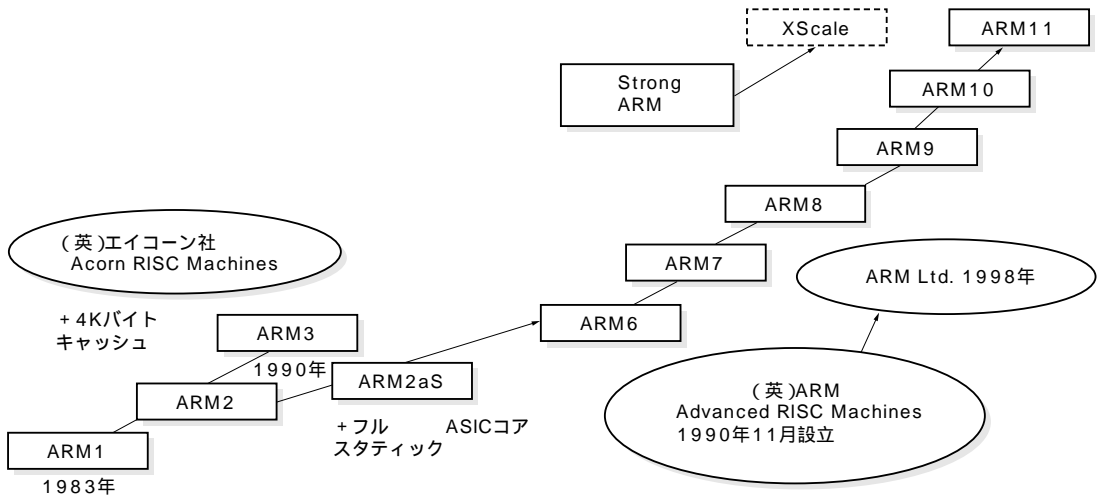 XScale
ARM11
Strong
ARM
ARM10
ARM9
ARM8
(英)エイコーン社
Acorn RISC Machines
ARM7
ARM Ltd. 1998年
+4Kバイト
キャッシュ
ARM3
ARM6
1990年
ARM2aS
ARM2
(英)ARM
Advanced RISC Machines
1990年11月設立
+フル
スタティック
ASICコア
ARM1
1983年